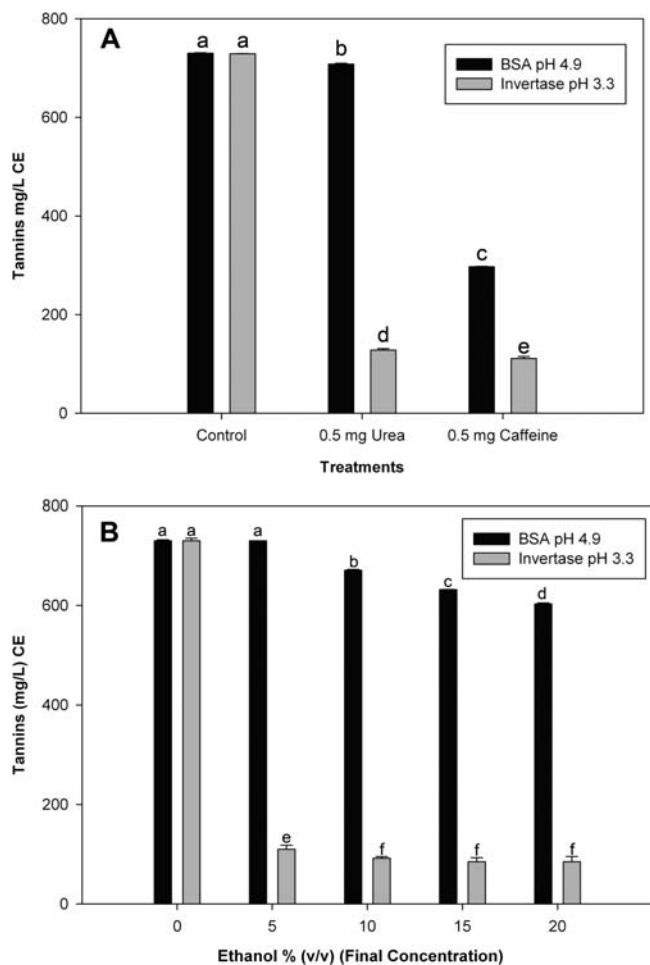 A
800
600
400
200
0
Tannins mg/L CE
a
a
b
c
d
e
BSA pH 4.9
Invertase pH 3.3
Control
0.5 mg Urea
0.5 mg Caffeine
Treatments
B
800
600
400
200
0
Tannins (mg/L) CE
a
a
a
b
c
d
e
f
f
f
BSA pH 4.9
Invertase pH 3.3
0
5
10
15
20
Ethanol % (v/v) (Final Concentration)